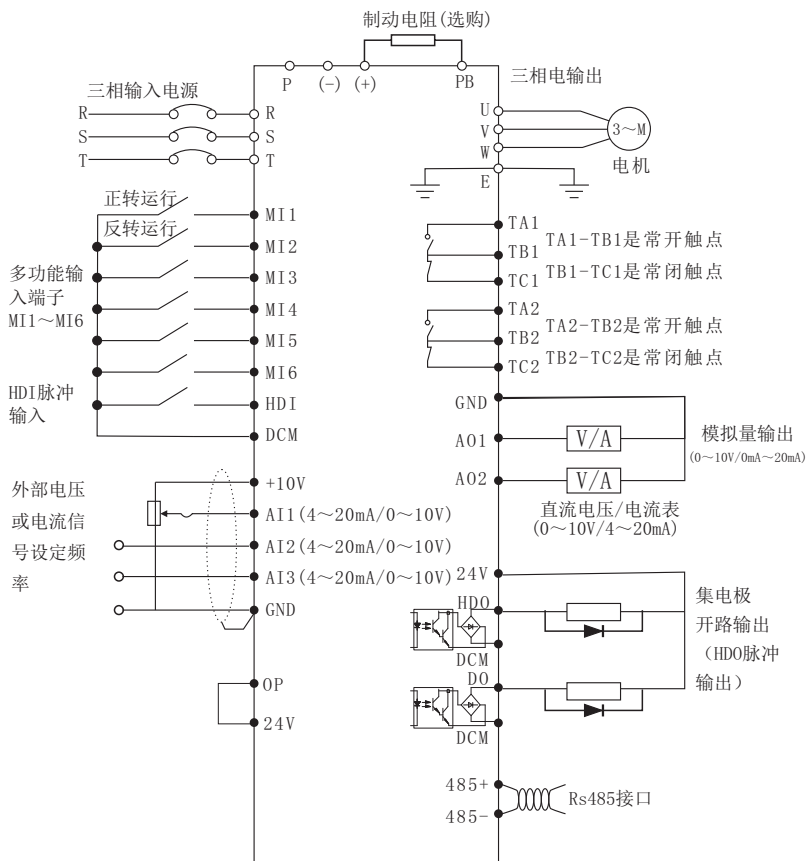 制动电阻(选购)
P
(-)
(+)
PB
三相输入电源
R
R
S
S
T
T
三相电输出
U
V
W
E
3～M
电机
正转运行
MI1
反转运行
MI2
MI3
MI4
MI5
MI6
HDI
DCM
多功能输
入端子
MI1～MI6
HDI脉冲
输入
TA1
TB1
TC1
TA1-TB1是常开触点
TB1-TC1是常闭触点
TA2
TB2
TC2
TA2-TB2是常开触点
TB2-TC2是常闭触点
GND
AO1
V/A
AO2
V/A
模拟量输出
(0～10V/0mA～20mA)
直流电压/电流表
(0～10V/4～20mA)
外部电压
或电流信
号设定频
率
+10V
AI1(4～20mA/0～10V)
AI2(4～20mA/0～10V)
AI3(4～20mA/0～10V)
GND
24V
HDO
DCM
DO
DCM
集电极
开路输出
（HDO脉冲
输出）
OP
24V
485+
485-
Rs485接口